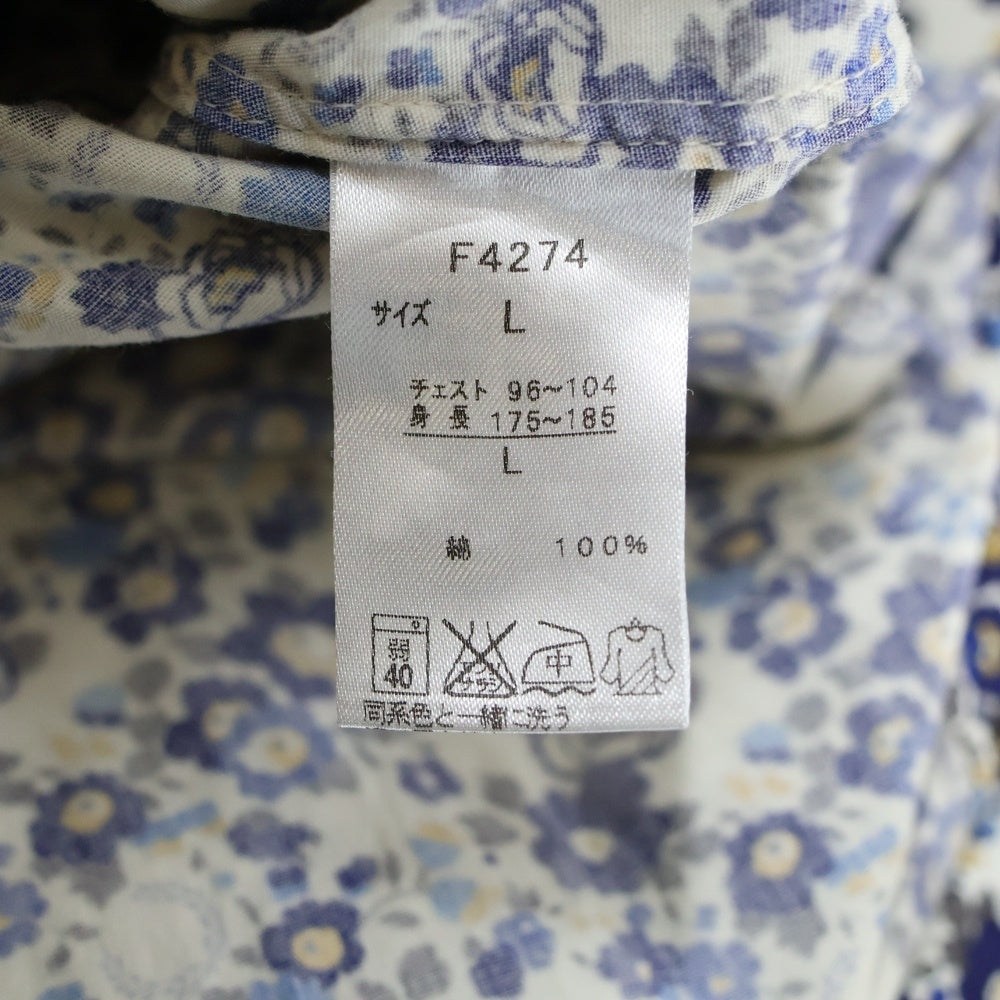 F4274
サイズ L
チェスト 96～104
身長 175～185
L
綿 100%
40
中
同系色と一緒に洗う